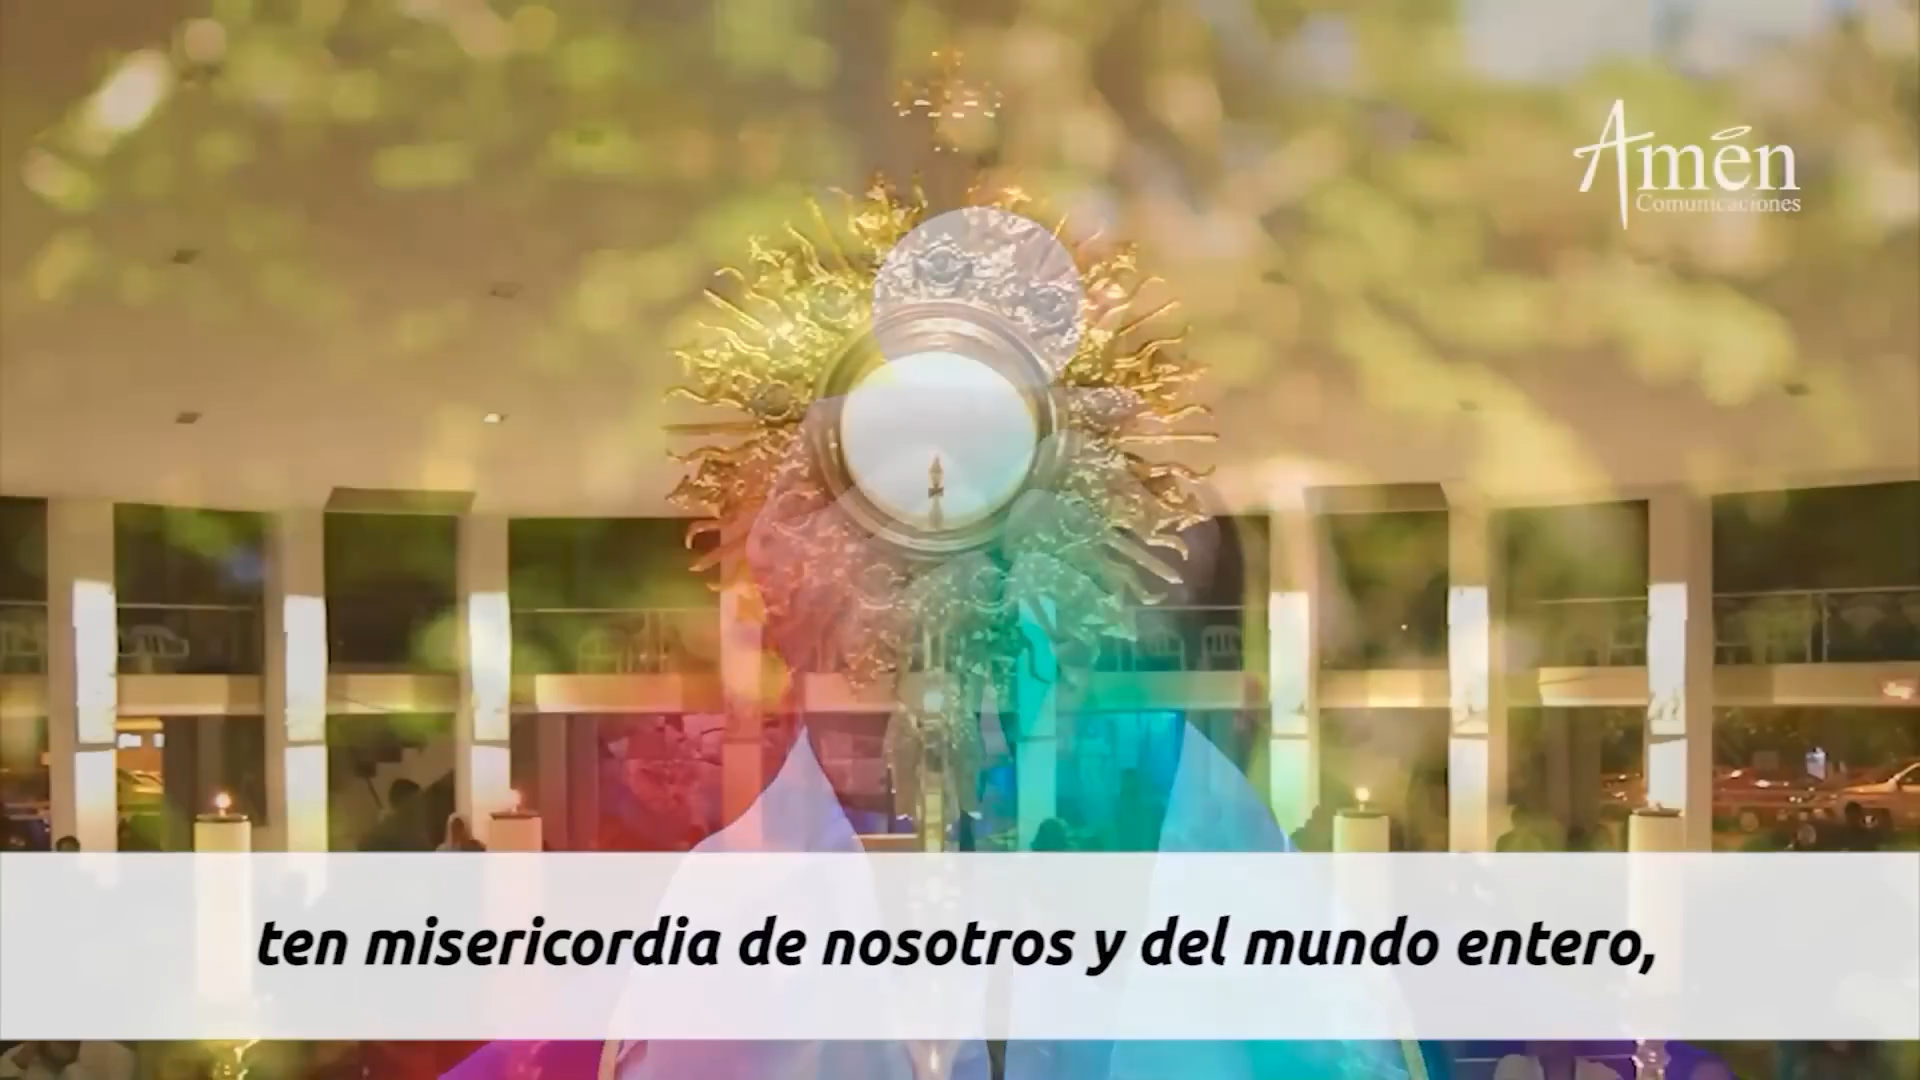 Amén
Comunicaciones
ten misericordia de nosotros y del mundo entero,